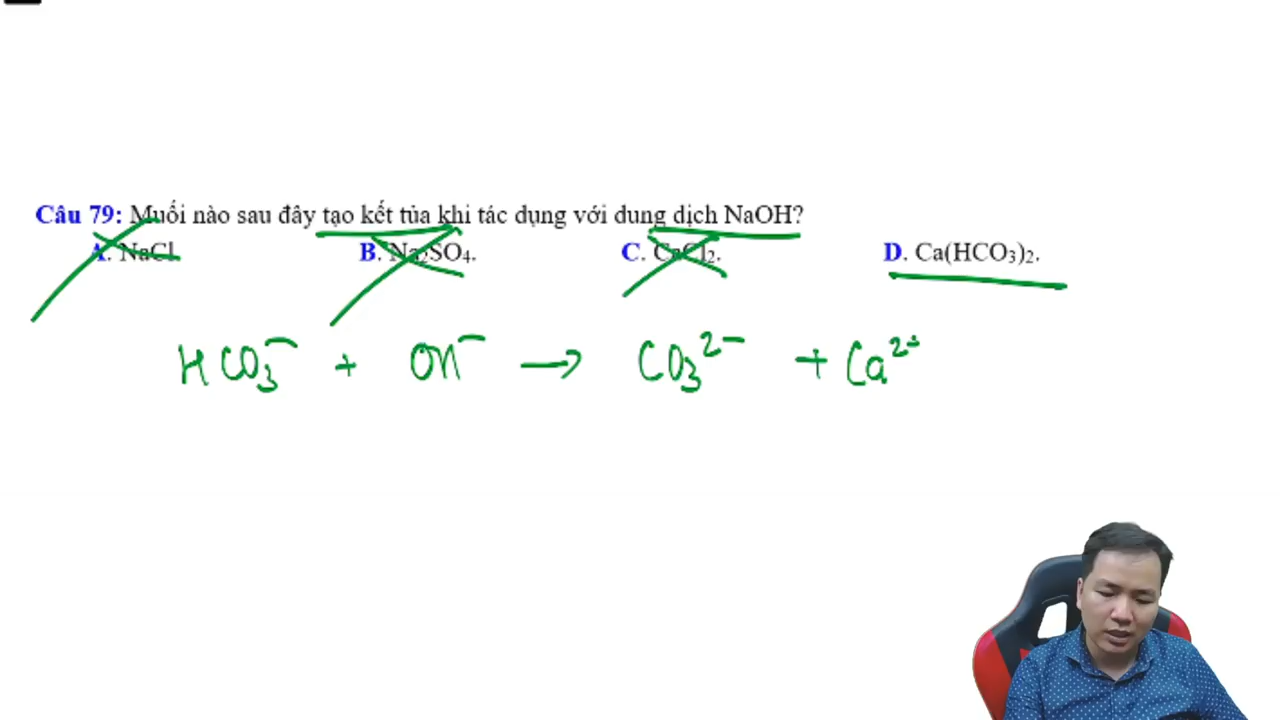 Câu 79: Muối nào sau đây tạo kết tủa khi tác dụng với dung dịch NaOH?
A. NaCl. B. Na₂SO₄. C. CaCl₂. D. Ca(HCO₃)₂.
HCO₃⁻ + OH⁻ → CO₃²⁻ + Ca²⁺